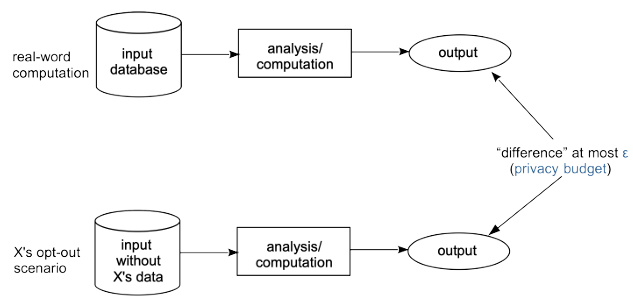 real-word
computation
input
database
analysis/
computation
output
“difference” at most ε
(privacy budget)
X's opt-out
scenario
input
without
X's data
analysis/
computation
output